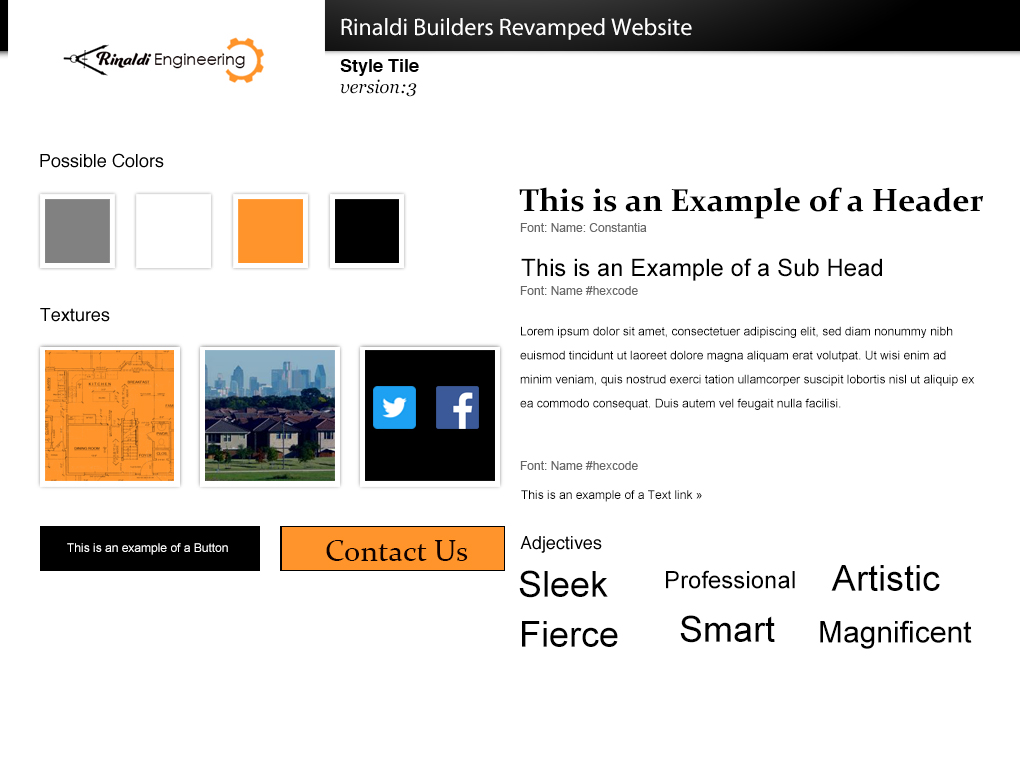 Rinaldi Builders Revamped Website
Rinaldi Engineering
Style Tile
version:3
Possible Colors
This is an Example of a Header
Font: Name: Constantia
This is an Example of a Sub Head
Font: Name #hexcode
Textures
KITCHEN
BREAKFAST
DINING ROOM
FOYER
Lorem ipsum dolor sit amet, consectetuer adipiscing elit, sed diam nonummy nibh
euismod tincidunt ut laoreet dolore magna aliquam erat volutpat. Ut wisi enim ad
minim veniam, quis nostrud exerci tation ullamcorper suscipit lobortis nisl ut aliquip ex
ea commodo consequat. Duis autem vel feugait nulla facilisi.
Font: Name #hexcode
This is an example of a Text link »
This is an example of a Button
Contact Us
Adjectives
Sleek
Professional
Artistic
Fierce
Smart
Magnificent